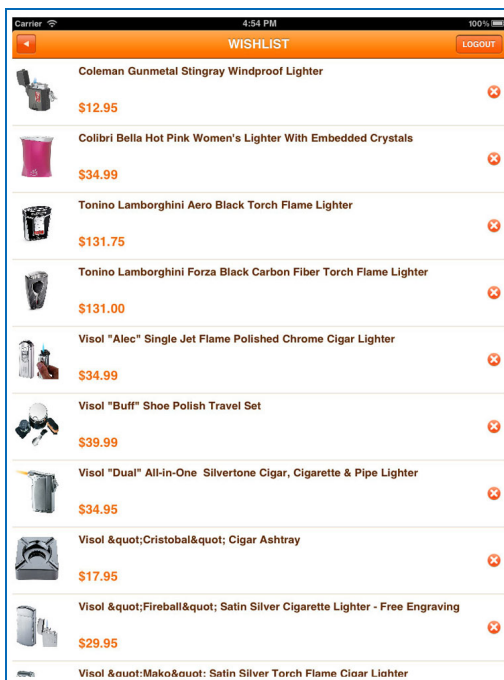 Carrier 4:54 PM 100%
WISHLIST LOGOUT
Coleman Gunmetal Stingray Windproof Lighter
$12.95
Colibri Bella Hot Pink Women's Lighter With Embedded Crystals
$34.99
Tonino Lamborghini Aero Black Torch Flame Lighter
$131.75
Tonino Lamborghini Forza Black Carbon Fiber Torch Flame Lighter
$131.00
Visol "Alec" Single Jet Flame Polished Chrome Cigar Lighter
$34.99
Visol "Buff" Shoe Polish Travel Set
$39.99
Visol "Dual" All-in-One  Silvertone Cigar, Cigarette & Pipe Lighter
$34.95
Visol &quot;Cristobal&quot; Cigar Ashtray
$17.95
Visol &quot;Fireball&quot; Satin Silver Cigarette Lighter - Free Engraving
$29.95
Visol &quot;Mako&quot; Satin Silver Torch Flame Cigar Lighter